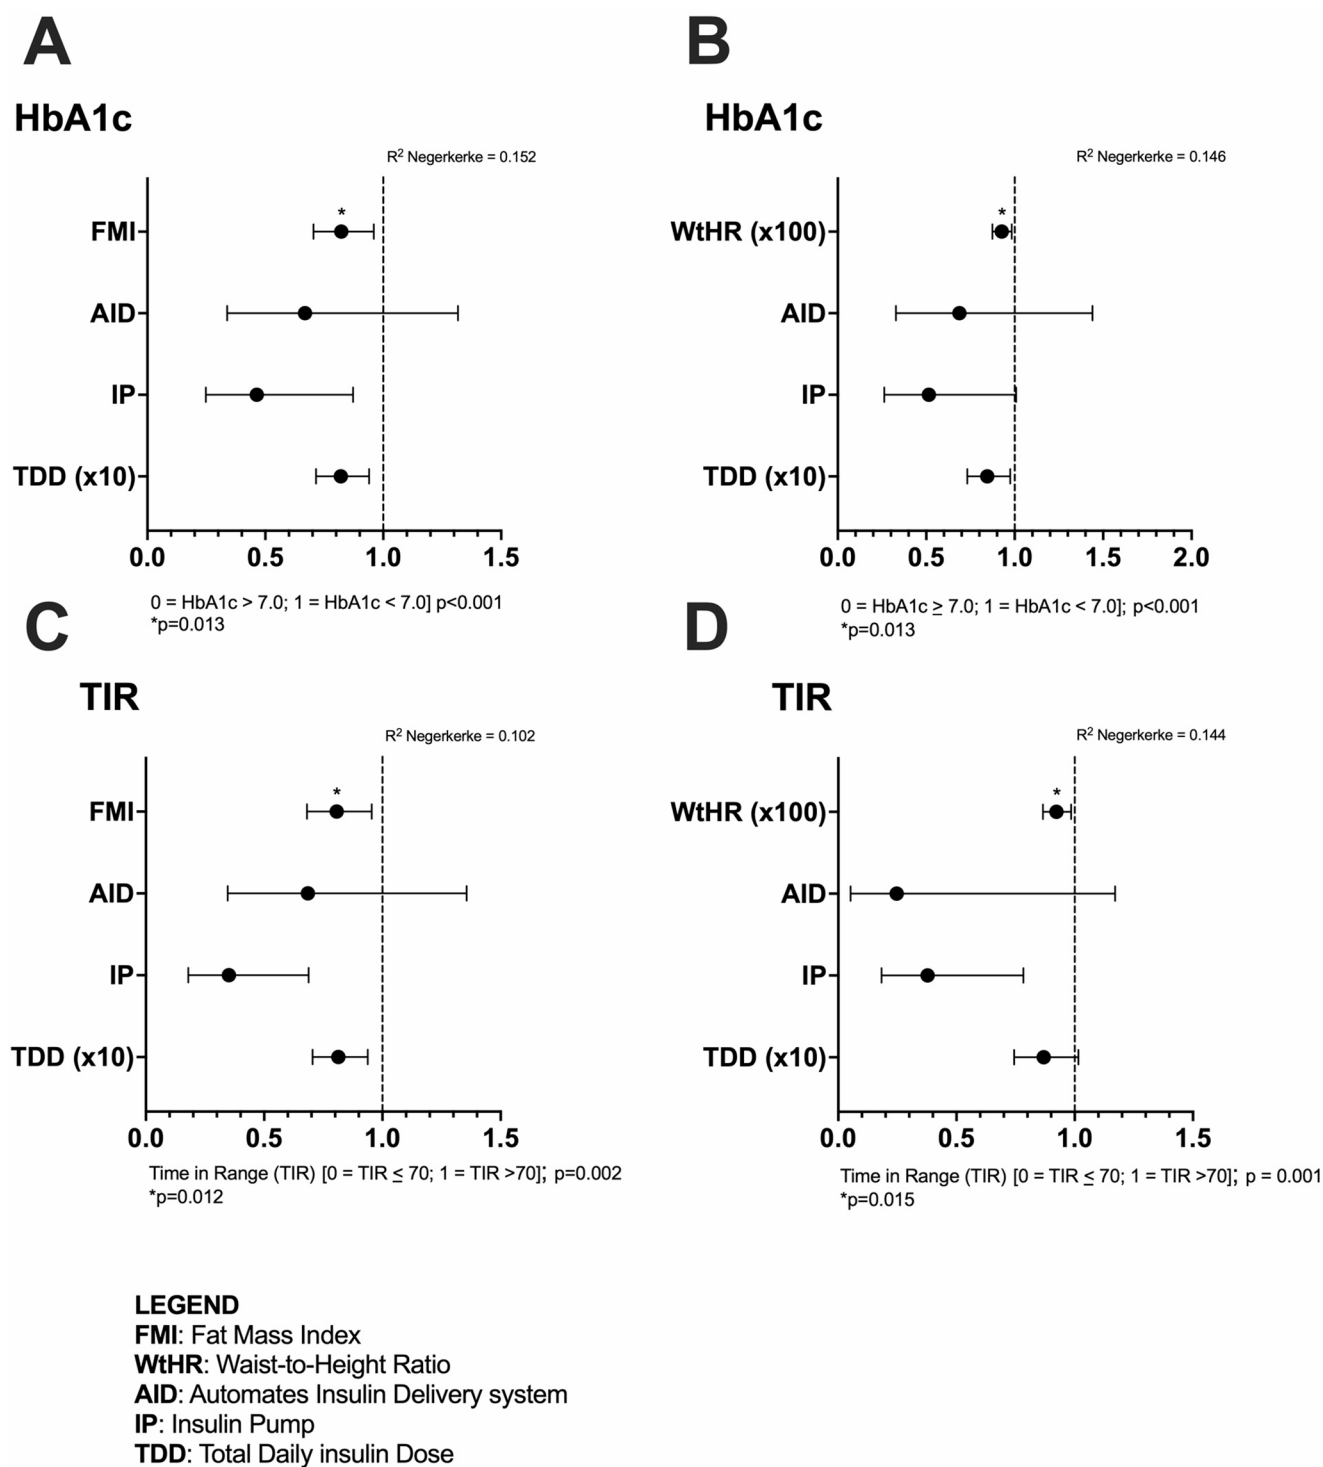 A
HbA1c
R² Negerkerke = 0.152
FMI
*
AID
IP
TDD (x10)
0.0 0.5 1.0 1.5
0 = HbA1c > 7.0; 1 = HbA1c < 7.0] p<0.001
*p=0.013
B
HbA1c
R² Negerkerke = 0.146
WtHR (x100)
*
AID
IP
TDD (x10)
0.0 0.5 1.0 1.5 2.0
0 = HbA1c ≥ 7.0; 1 = HbA1c < 7.0]; p<0.001
*p=0.013
C
TIR
R² Negerkerke = 0.102
FMI
*
AID
IP
TDD (x10)
0.0 0.5 1.0 1.5
Time in Range (TIR) [0 = TIR ≤ 70; 1 = TIR >70]; p=0.002
*p=0.012
D
TIR
R² Negerkerke = 0.144
WtHR (x100)
*
AID
IP
TDD (x10)
0.0 0.5 1.0 1.5
Time in Range (TIR) [0 = TIR ≤ 70; 1 = TIR >70]; p = 0.001
*p=0.015
LEGEND
FMI: Fat Mass Index
WtHR: Waist-to-Height Ratio
AID: Automates Insulin Delivery system
IP: Insulin Pump
TDD: Total Daily insulin Dose